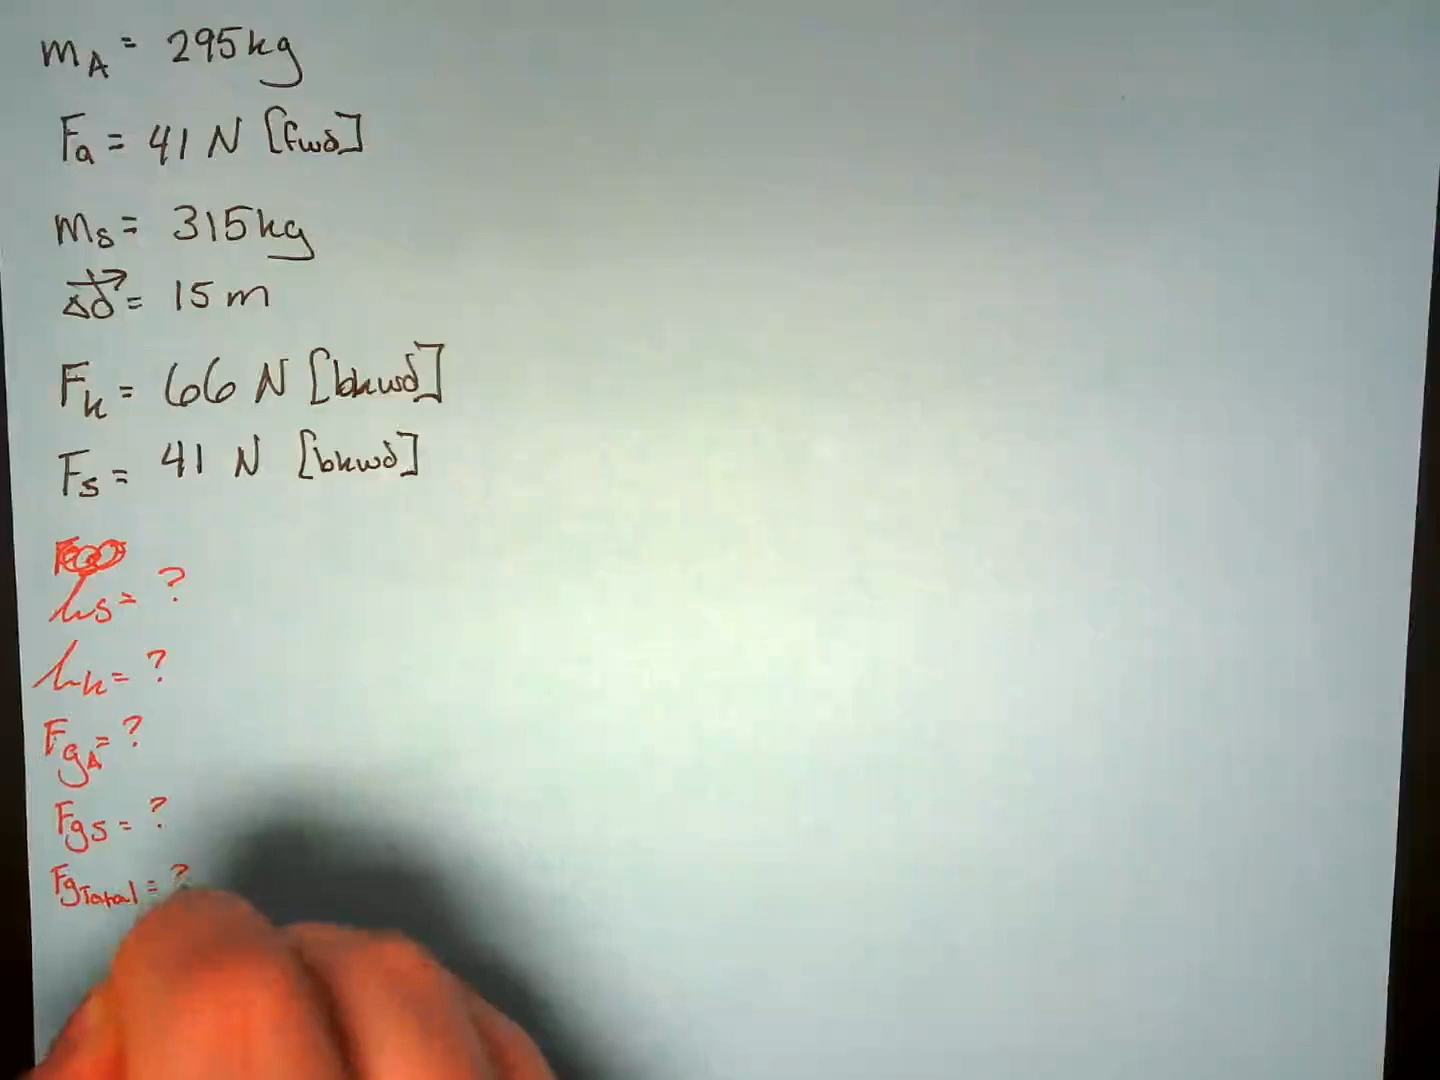 mA = 295kg
Fa = 41 N [fwd]
ms = 315kg
Δd = 15 m
Fk = 66 N [bkwd]
Fs = 41 N [bkwd]
μs = ?
μk = ?
FgA = ?
Fgs = ?
FgTotal = ?